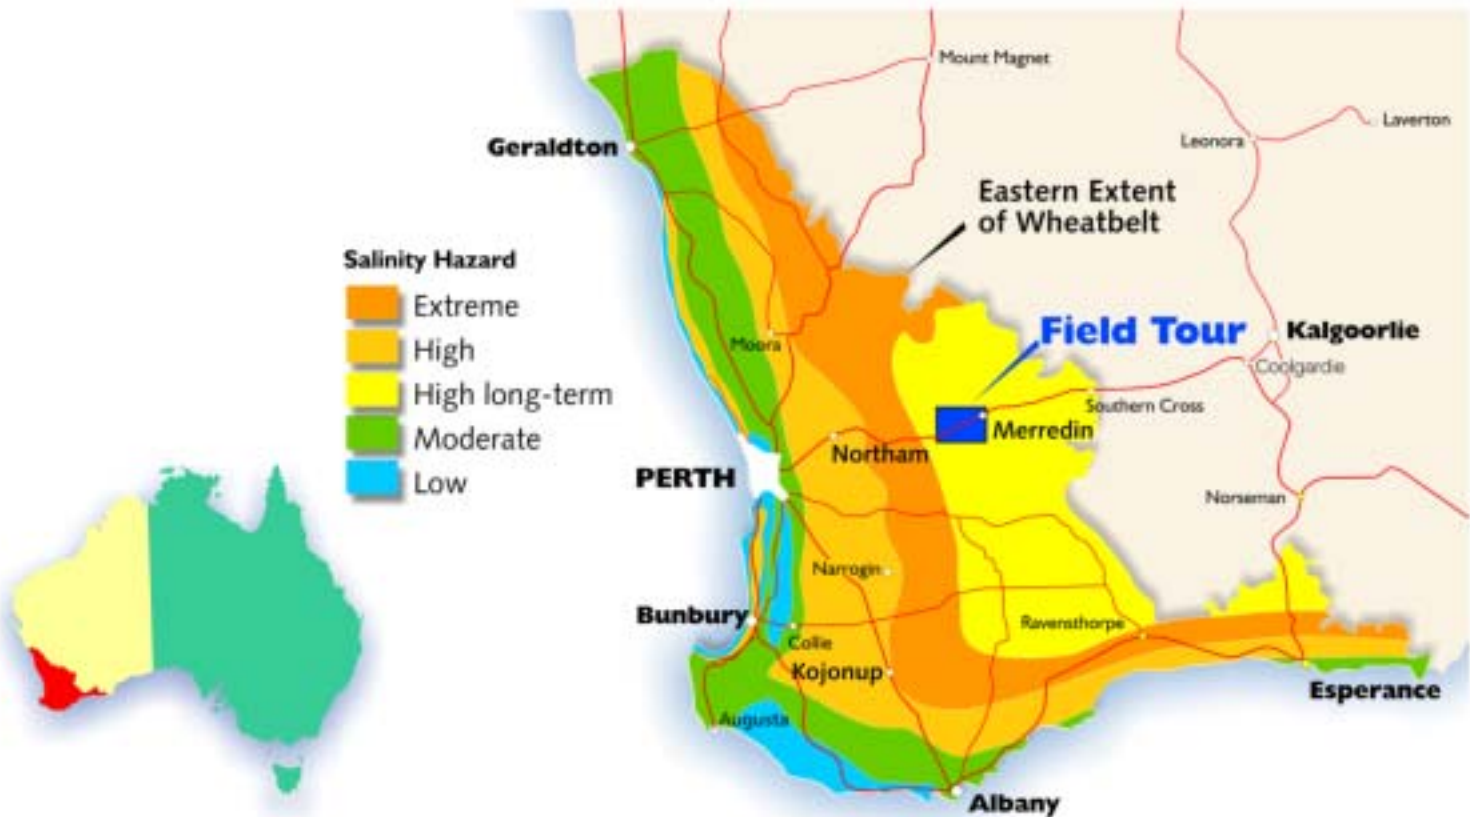 Mount Magnet
Laverton
Leonora
Geraldton
Eastern Extent
of Wheatbelt
Salinity Hazard
Extreme
High
High long-term
Moderate
Low
Field Tour
Kalgoorlie
Moora
Coolgardie
Southern Cross
Merredin
Northam
PERTH
Norseman
Narrogin
Bunbury
Ravensthorpe
Collie
Kojonup
Esperance
Augusta
Albany